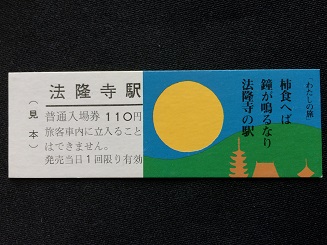 法隆寺駅
普通入場券 110円
旅客車内に立入ること
はできません。
発売当日1回限り有効
(見本)
「わたしの旅
柿食へば
鐘が鳴るなり
法隆寺の駅